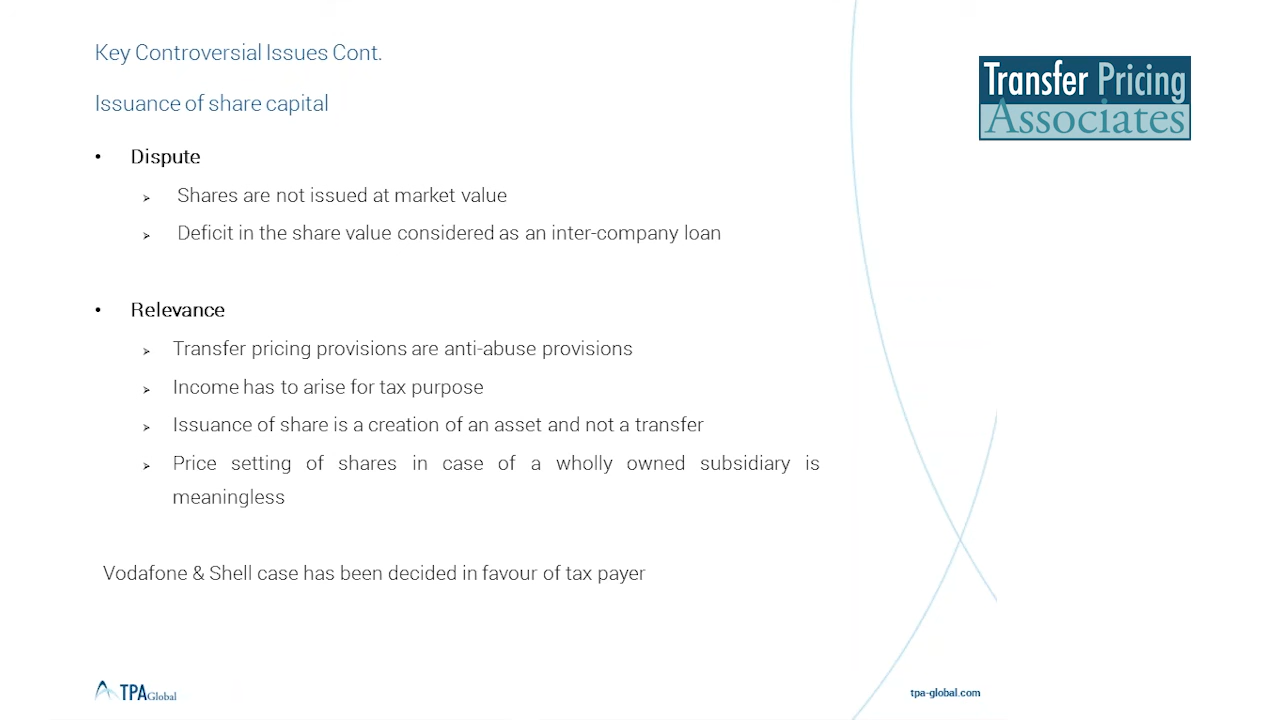 Key Controversial Issues Cont.
Transfer Pricing
Associates
Issuance of share capital
• Dispute
➢ Shares are not issued at market value
➢ Deficit in the share value considered as an inter-company loan
• Relevance
➢ Transfer pricing provisions are anti-abuse provisions
➢ Income has to arise for tax purpose
➢ Issuance of share is a creation of an asset and not a transfer
➢ Price setting of shares in case of a wholly owned subsidiary is
meaningless
Vodafone & Shell case has been decided in favour of tax payer
TPA Global
tpa-global.com